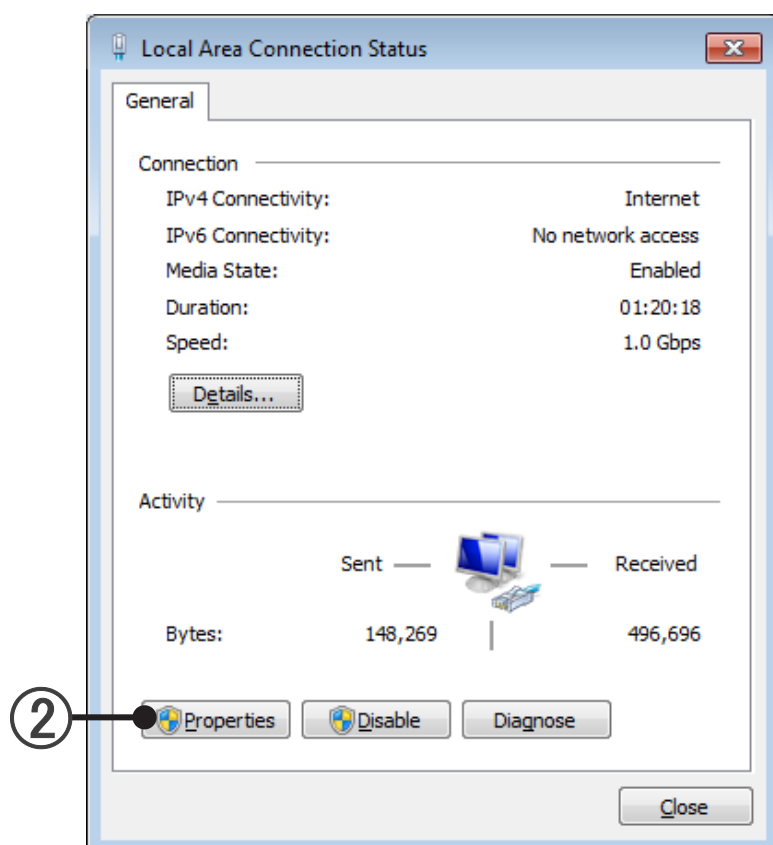 Local Area Connection Status
General
Connection
IPv4 Connectivity: Internet
IPv6 Connectivity: No network access
Media State: Enabled
Duration: 01:20:18
Speed: 1.0 Gbps
Details...
Activity
Sent Received
Bytes: 148,269 496,696
② Properties Disable Diagnose
Close